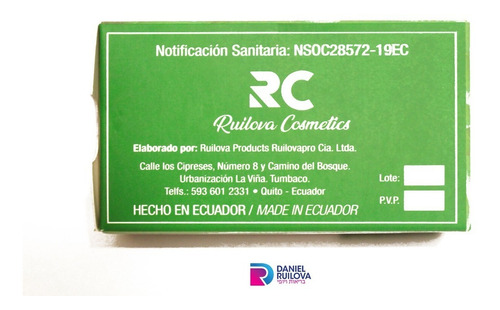 Notificación Sanitaria: NSOC28572-19EC
RC
Ruilova Cosmetics
Elaborado por: Ruilova Products Ruilovapro Cia. Ltda.
Calle los Cipreses, Número 8 y Camino del Bosque.
Urbanización La Viña. Tumbaco.
Telfs.: 593 601 2331 • Quito - Ecuador
Lote:
P.V.P.
HECHO EN ECUADOR / MADE IN ECUADOR
DANIEL
RUILOVA
בריאות ויופי